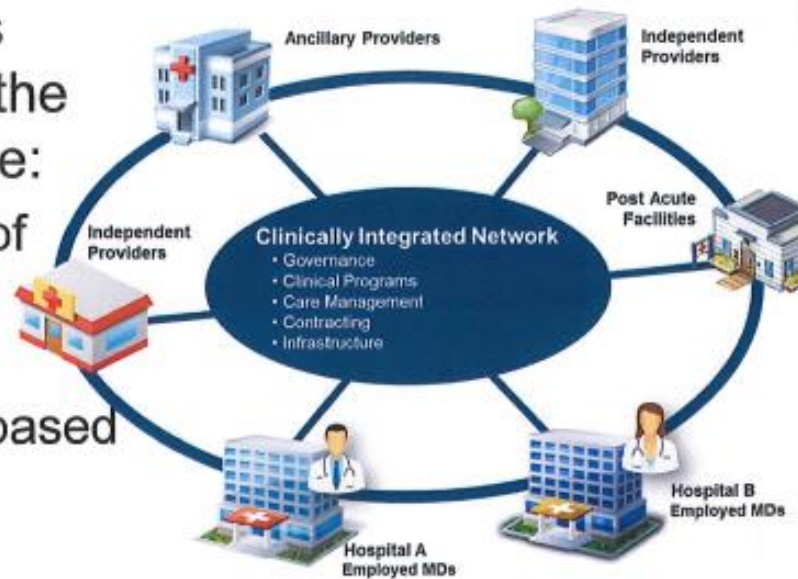 s
the
e:
of
based
Ancillary Providers
Independent
Providers
Post Acute
Facilities
Independent
Providers
Clinically Integrated Network
• Governance
• Clinical Programs
• Care Management
• Contracting
• Infrastructure
Hospital A
Employed MDs
Hospital B
Employed MDs